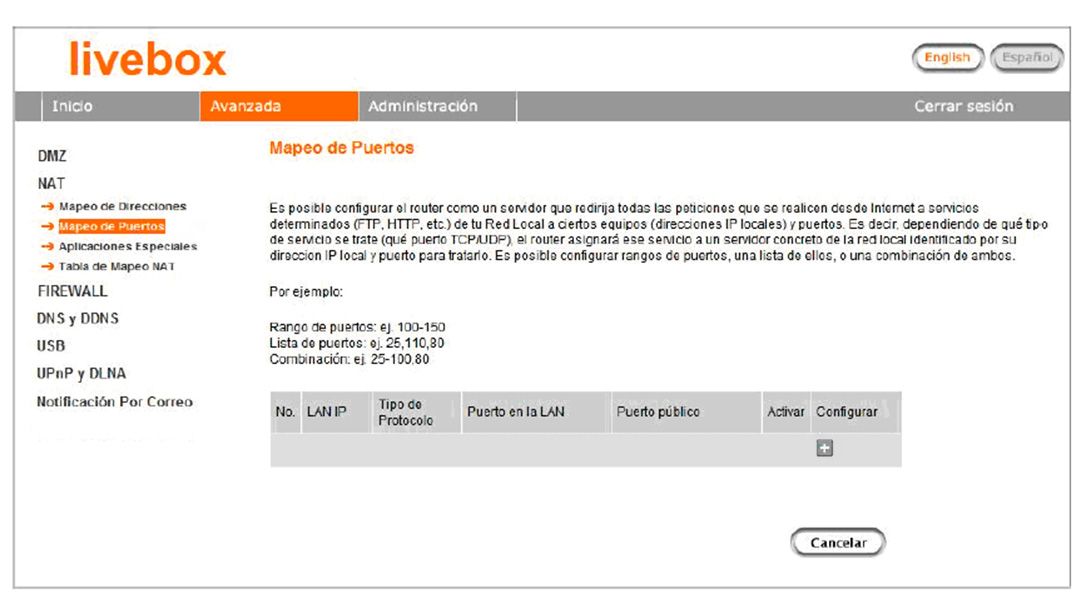 livebox
English
Español
Inicio
Avanzada
Administración
Cerrar sesión
DMZ
NAT
Mapeo de Direcciones
Mapeo de Puertos
Aplicaciones Especiales
Tabla de Mapeo NAT
FIREWALL
DNS y DDNS
USB
UPnP y DLNA
Notificación Por Correo
Mapeo de Puertos
Es posible configurar el router como un servidor que redirija todas las peticiones que se realicen desde Internet a servicios
determinados (FTP, HTTP, etc.) de tu Red Local a ciertos equipos (direcciones IP locales) y puertos. Es decir, dependiendo de qué tipo
de servicio se trate (qué puerto TCP/UDP), el router asignará ese servicio a un servidor concreto de la red local identificado por su
direccion IP local y puerto para tratarlo. Es posible configurar rangos de puertos, una lista de ellos, o una combinación de ambos.
Por ejemplo:
Rango de puertos: ej. 100-150
Lista de puertos: ej. 25,110,80
Combinación: ej. 25-100,80
No.
LAN IP
Tipo de
Protocolo
Puerto en la LAN
Puerto público
Activar
Configurar
+
Cancelar